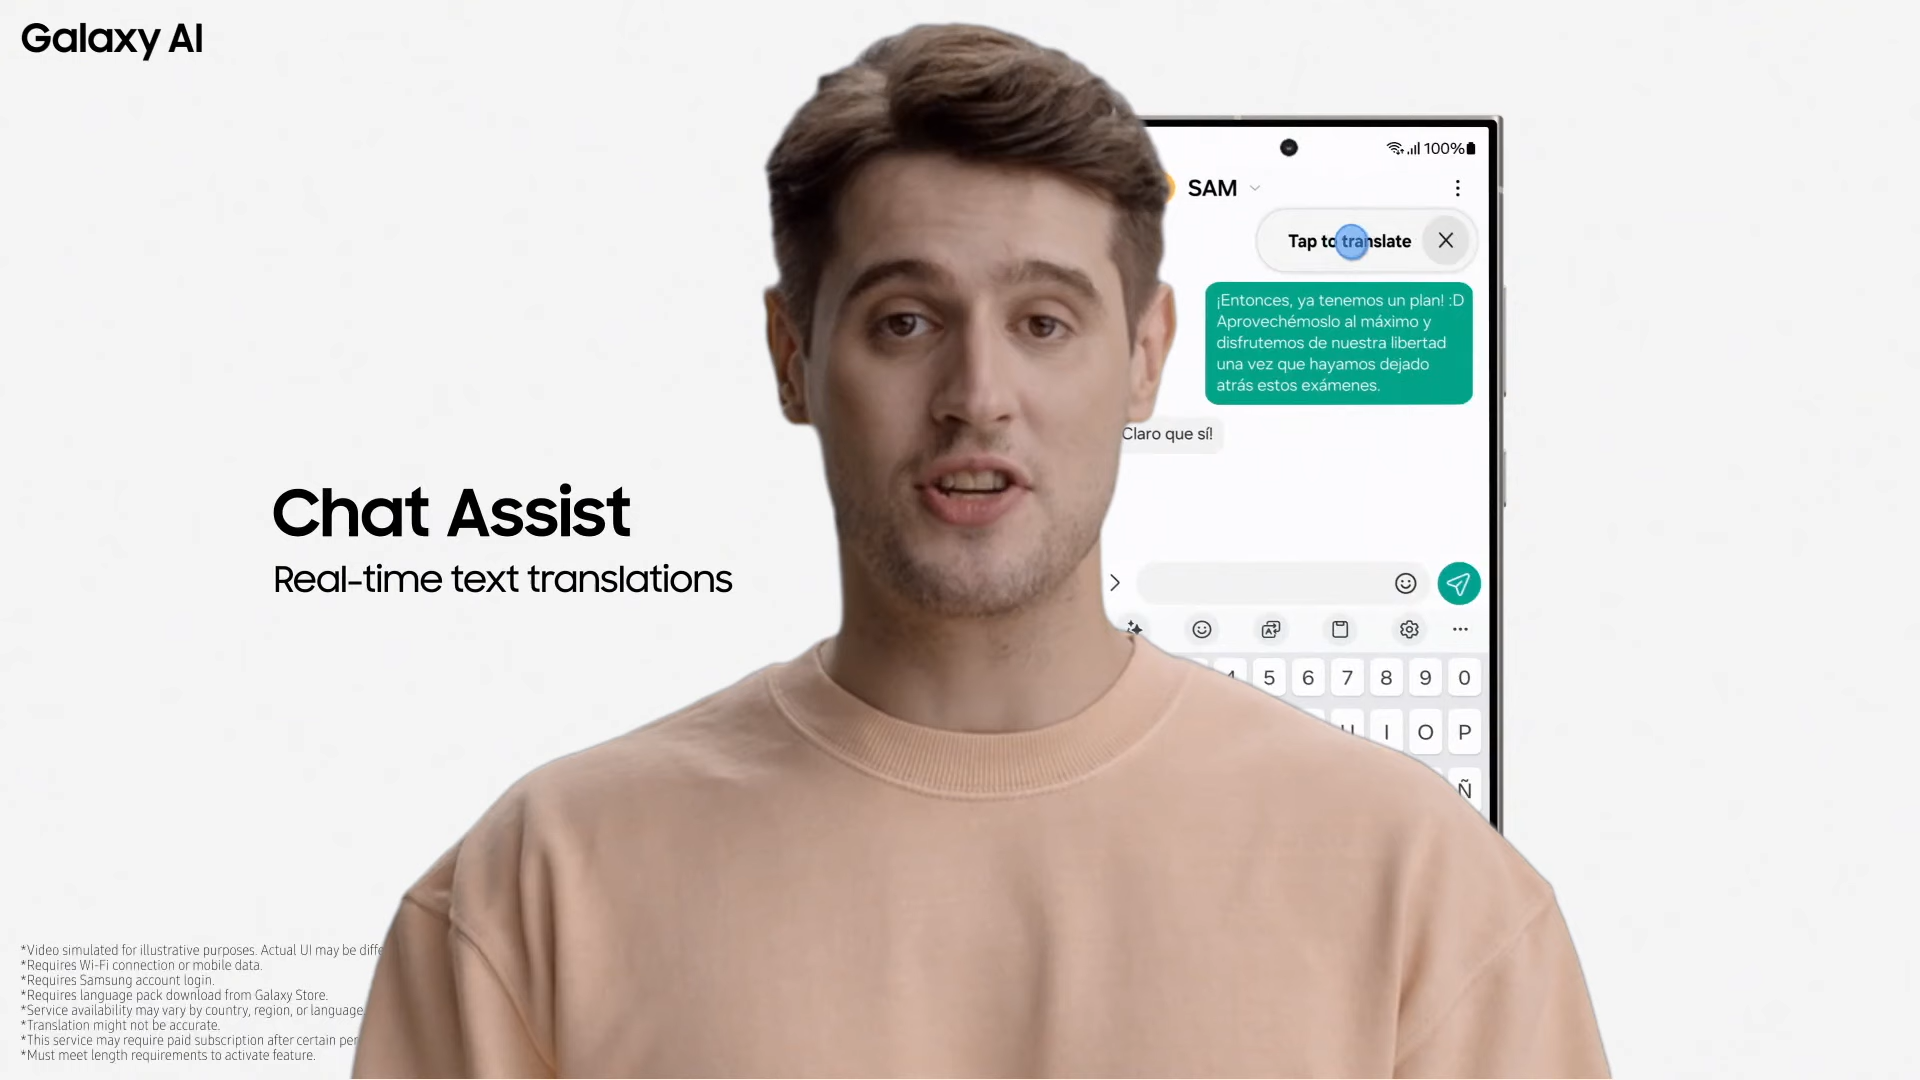 Galaxy AI
100%
SAM
Tap to translate
¡Entonces, ya tenemos un plan! :D
Aprovechémoslo al máximo y
disfrutemos de nuestra libertad
una vez que hayamos dejado
atrás estos exámenes.
Claro que sí!
Chat Assist
Real-time text translations
5 6 7 8 9 0
U I O P
Ñ
*Video simulated for illustrative purposes. Actual UI may be
*Requires Wi-Fi connection or mobile data.
*Requires Samsung account login.
*Requires language pack download from Galaxy Store.
*Service availability may vary by country, region, or language
*Translation might not be accurate.
*This service may require paid subscription after certain
*Must meet length requirements to activate feature.